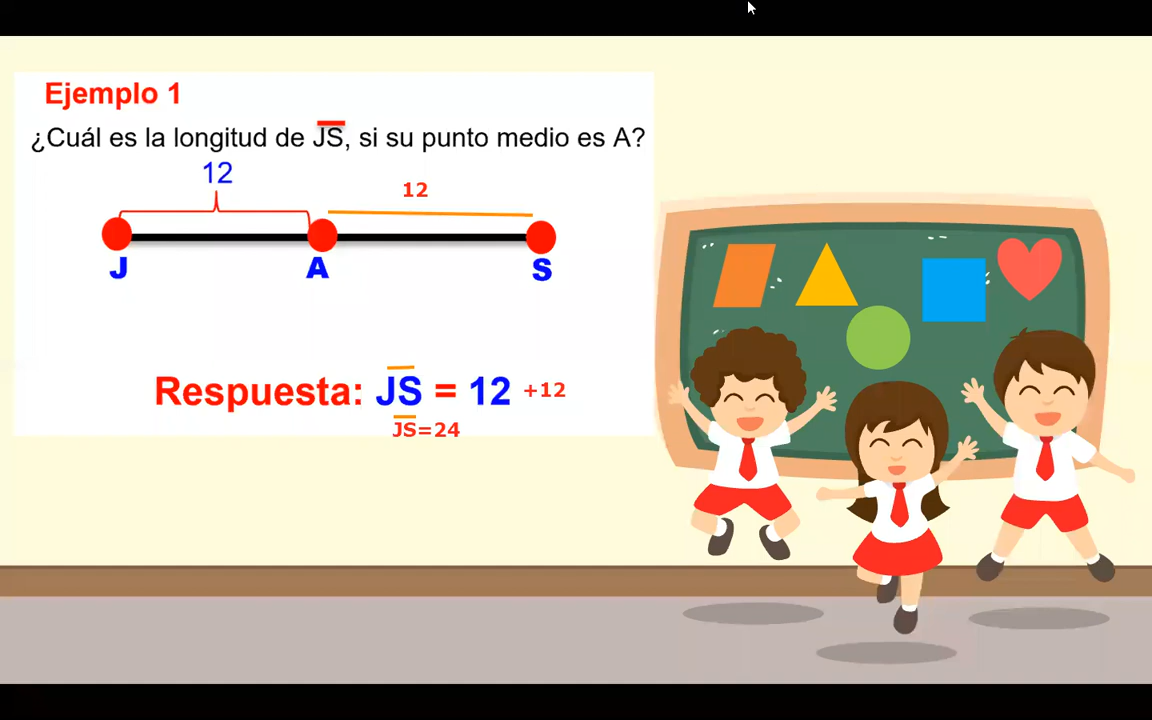 Ejemplo 1
¿Cuál es la longitud de JS, si su punto medio es A?
12
12
J A S
Respuesta: JS = 12 +12
JS=24